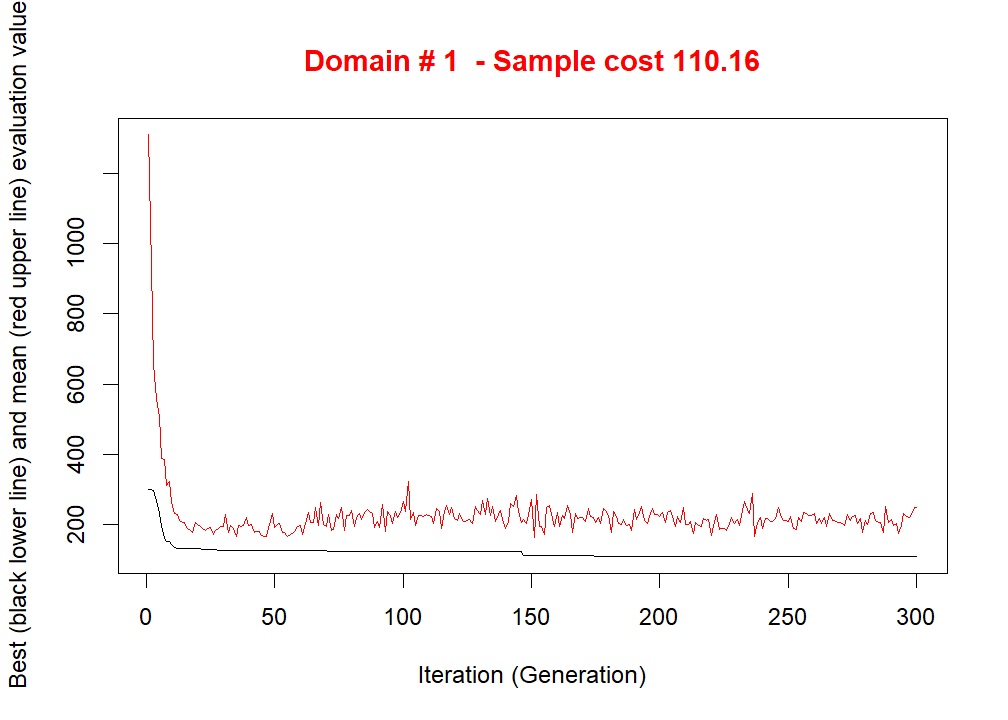 Domain # 1  - Sample cost 110.16
Best (black lower line) and mean (red upper line) evaluation value
1000
800
600
400
200
0 50 100 150 200 250 300
Iteration (Generation)